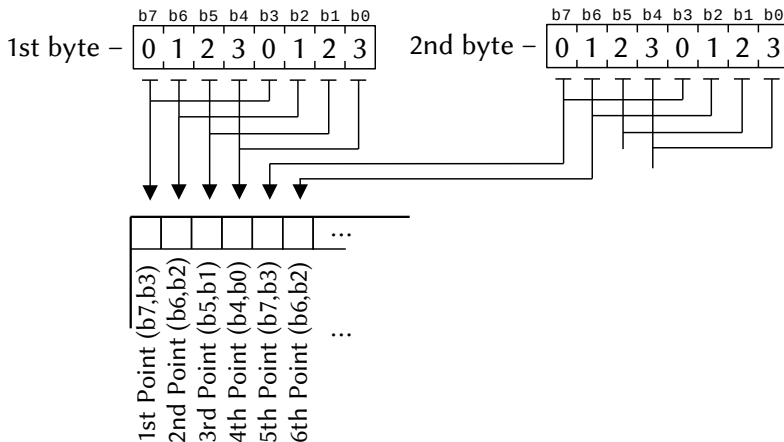 b7 b6 b5 b4 b3 b2 b1 b0
1st byte – 0 1 2 3 0 1 2 3
b7 b6 b5 b4 b3 b2 b1 b0
2nd byte – 0 1 2 3 0 1 2 3
...
1st Point (b7,b3)
2nd Point (b6,b2)
3rd Point (b5,b1)
4th Point (b4,b0)
5th Point (b7,b3)
6th Point (b6,b2)
...